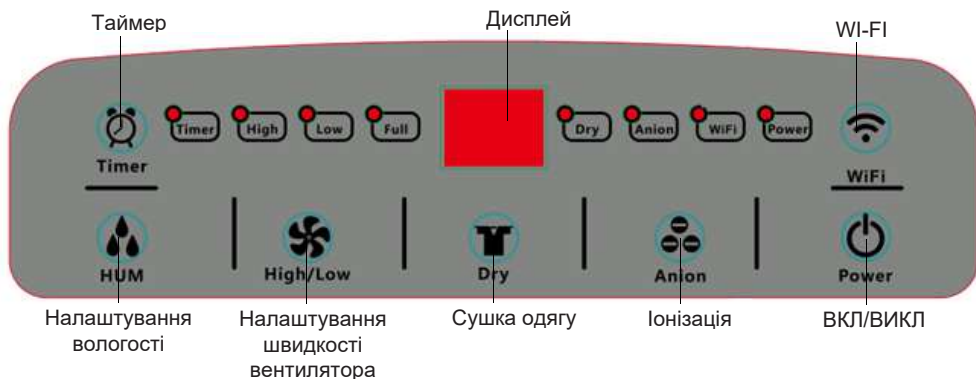 Таймер
Дисплей
WI-FI
Timer High Low Full Dry Anion WiFi Power
Timer
WiFi
HUM
High/Low
Dry
Anion
Power
Налаштування
вологості
Налаштування
швидкості
вентилятора
Сушка одягу
Іонізація
ВКЛ/ВИКЛ